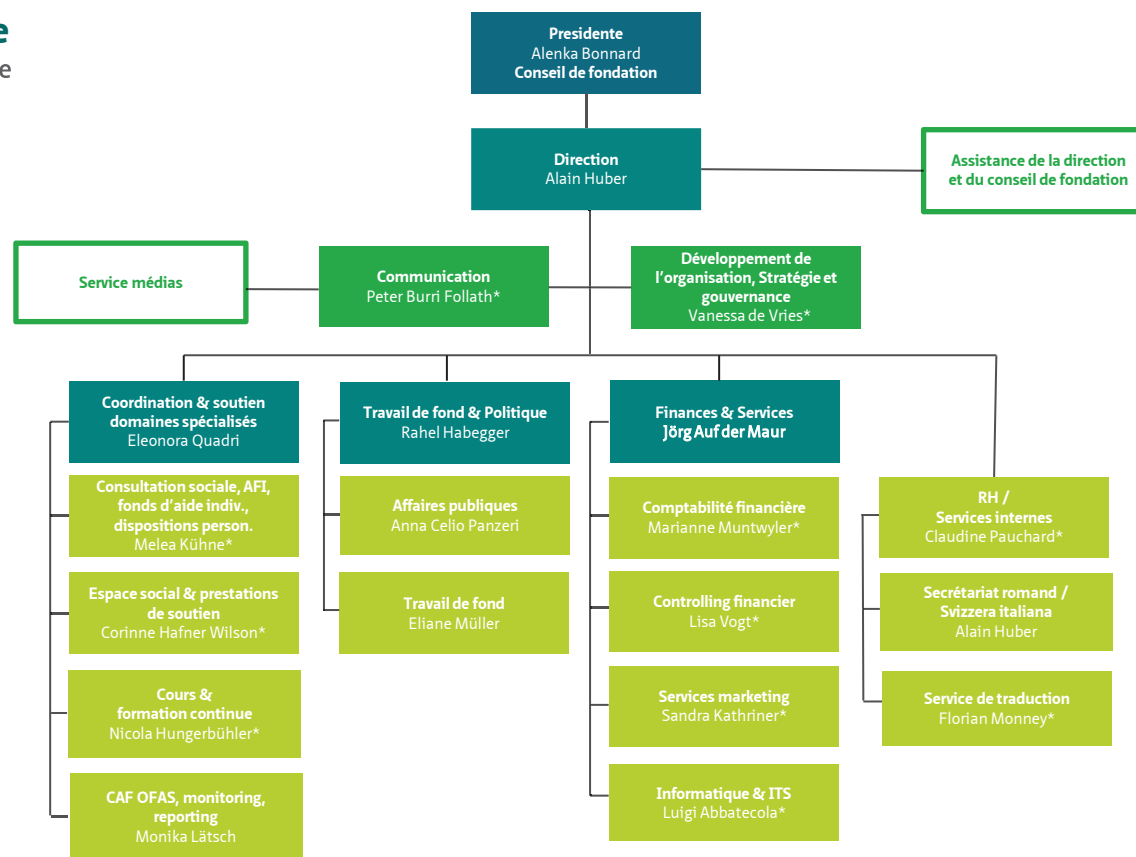 e
e
Presidente
Alenka Bonnard
Conseil de fondation
Direction
Alain Huber
Assistance de la direction
et du conseil de fondation
Service médias
Communication
Peter Burri Follath*
Développement de
l'organisation, Stratégie et
gouvernance
Vanessa de Vries*
Coordination & soutien
domaines spécialisés
Eleonora Quadri
Travail de fond & Politique
Rahel Habegger
Finances & Services
Jörg Auf der Maur
Consultation sociale, AFI,
fonds d'aide indiv.,
dispositions person.
Melea Kühne*
Affaires publiques
Anna Celio Panzeri
Comptabilité financière
Marianne Muntwyler*
RH /
Services internes
Claudine Pauchard*
Espace social & prestations
de soutien
Corinne Hafner Wilson*
Travail de fond
Eliane Müller
Controlling financier
Lisa Vogt*
Secrétariat romand /
Svizzera italiana
Alain Huber
Cours &
formation continue
Nicola Hungerbühler*
Services marketing
Sandra Kathriner*
Service de traduction
Florian Monney*
CAF OFAS, monitoring,
reporting
Monika Lätsch
Informatique & ITS
Luigi Abbatecola*